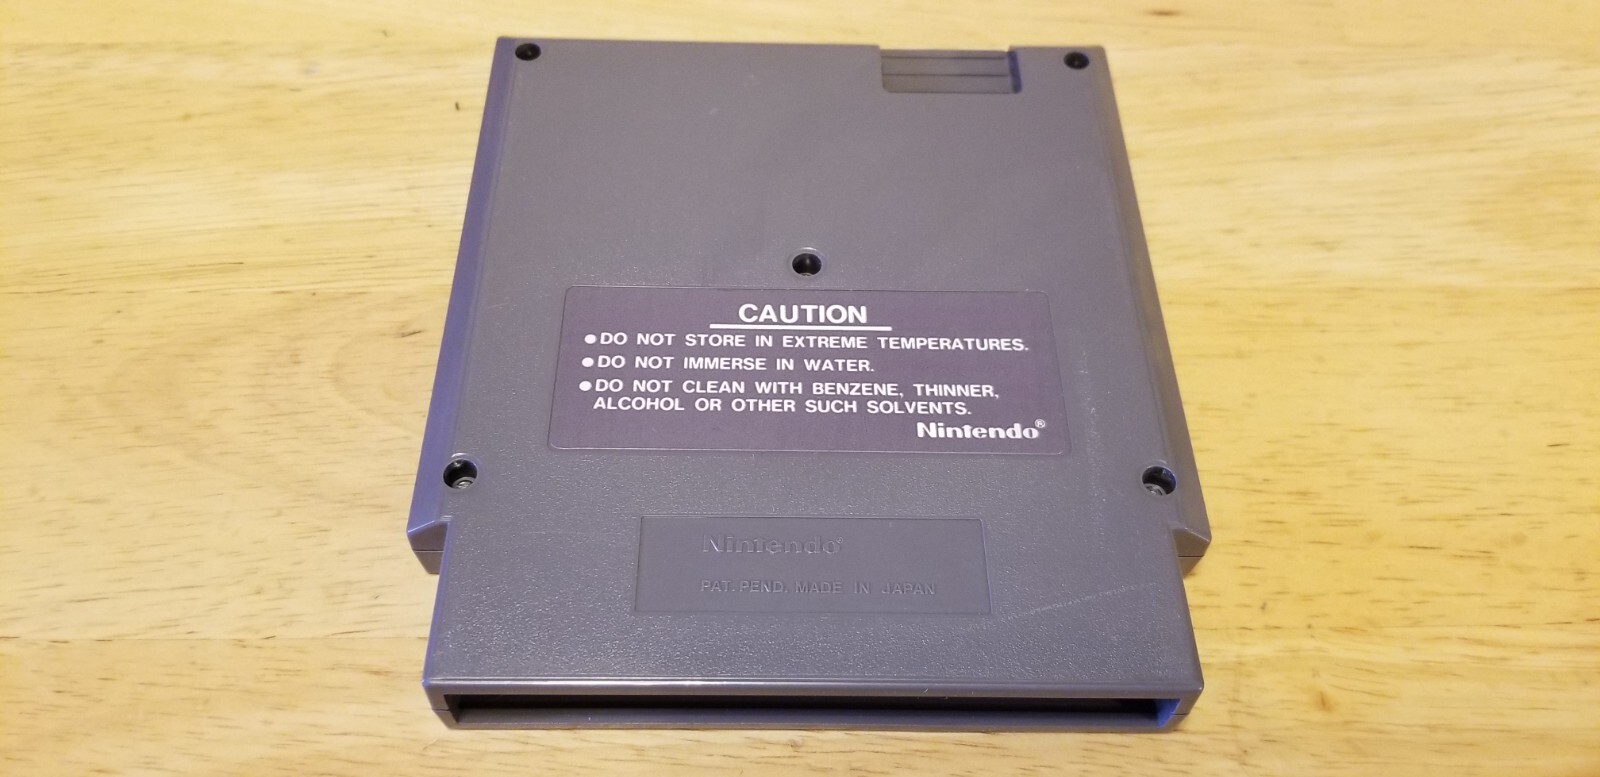 CAUTION
●DO NOT STORE IN EXTREME TEMPERATURES.
●DO NOT IMMERSE IN WATER.
●DO NOT CLEAN WITH BENZENE, THINNER,
ALCOHOL OR OTHER SUCH SOLVENTS.
Nintendo®
Nintendo®
PAT. PEND. MADE IN JAPAN